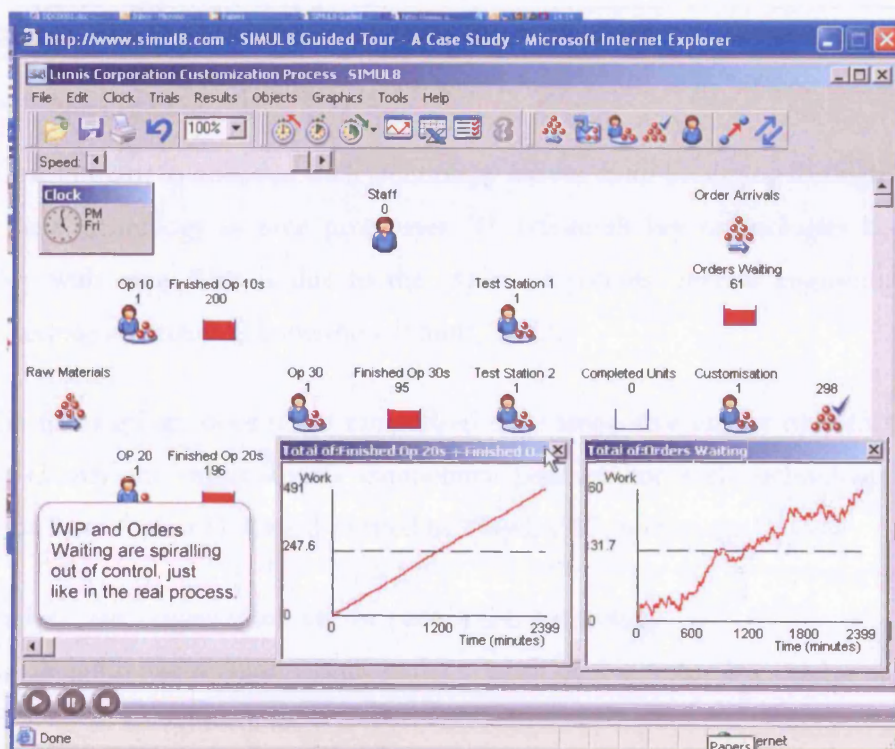 http://www.simul8.com - SIMUL8 Guided Tour - A Case Study - Microsoft Internet Explorer
Lumis Corporation Customization Process - SIMUL8
File Edit Clock Trials Results Objects Graphics Tools Help
100%
Speed:
Clock
PM
Fri
Staff
0
Order Arrivals
Orders Waiting
61
Op 10
1
Finished Op 10s
200
Test Station 1
1
Raw Materials
Op 30
1
Finished Op 30s
95
Test Station 2
1
Completed Units
0
Customisation
1
298
OP 20
1
Finished Op 20s
196
WIP and Orders
Waiting are spiralling
out of control, just
like in the real process.
Total of:Finished Op 20s + Finished O...
Work
491
247.6
0
0 1200 2399
Time (minutes)
Total of:Orders Waiting
Work
60
31.7
0
0 600 1200 1800 2399
Time (minutes)
Done
Papers
ernet